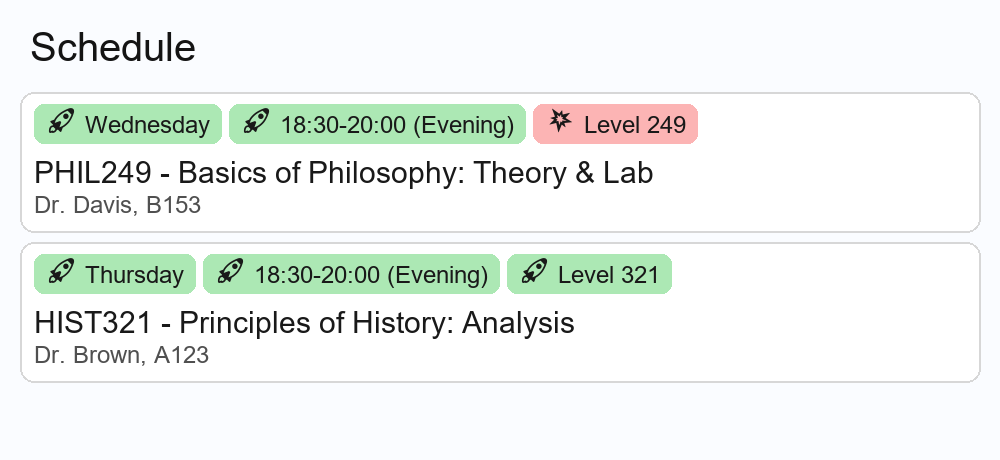 Schedule
Wednesday 18:30-20:00 (Evening) Level 249
PHIL249 - Basics of Philosophy: Theory & Lab
Dr. Davis, B153
Thursday 18:30-20:00 (Evening) Level 321
HIST321 - Principles of History: Analysis
Dr. Brown, A123